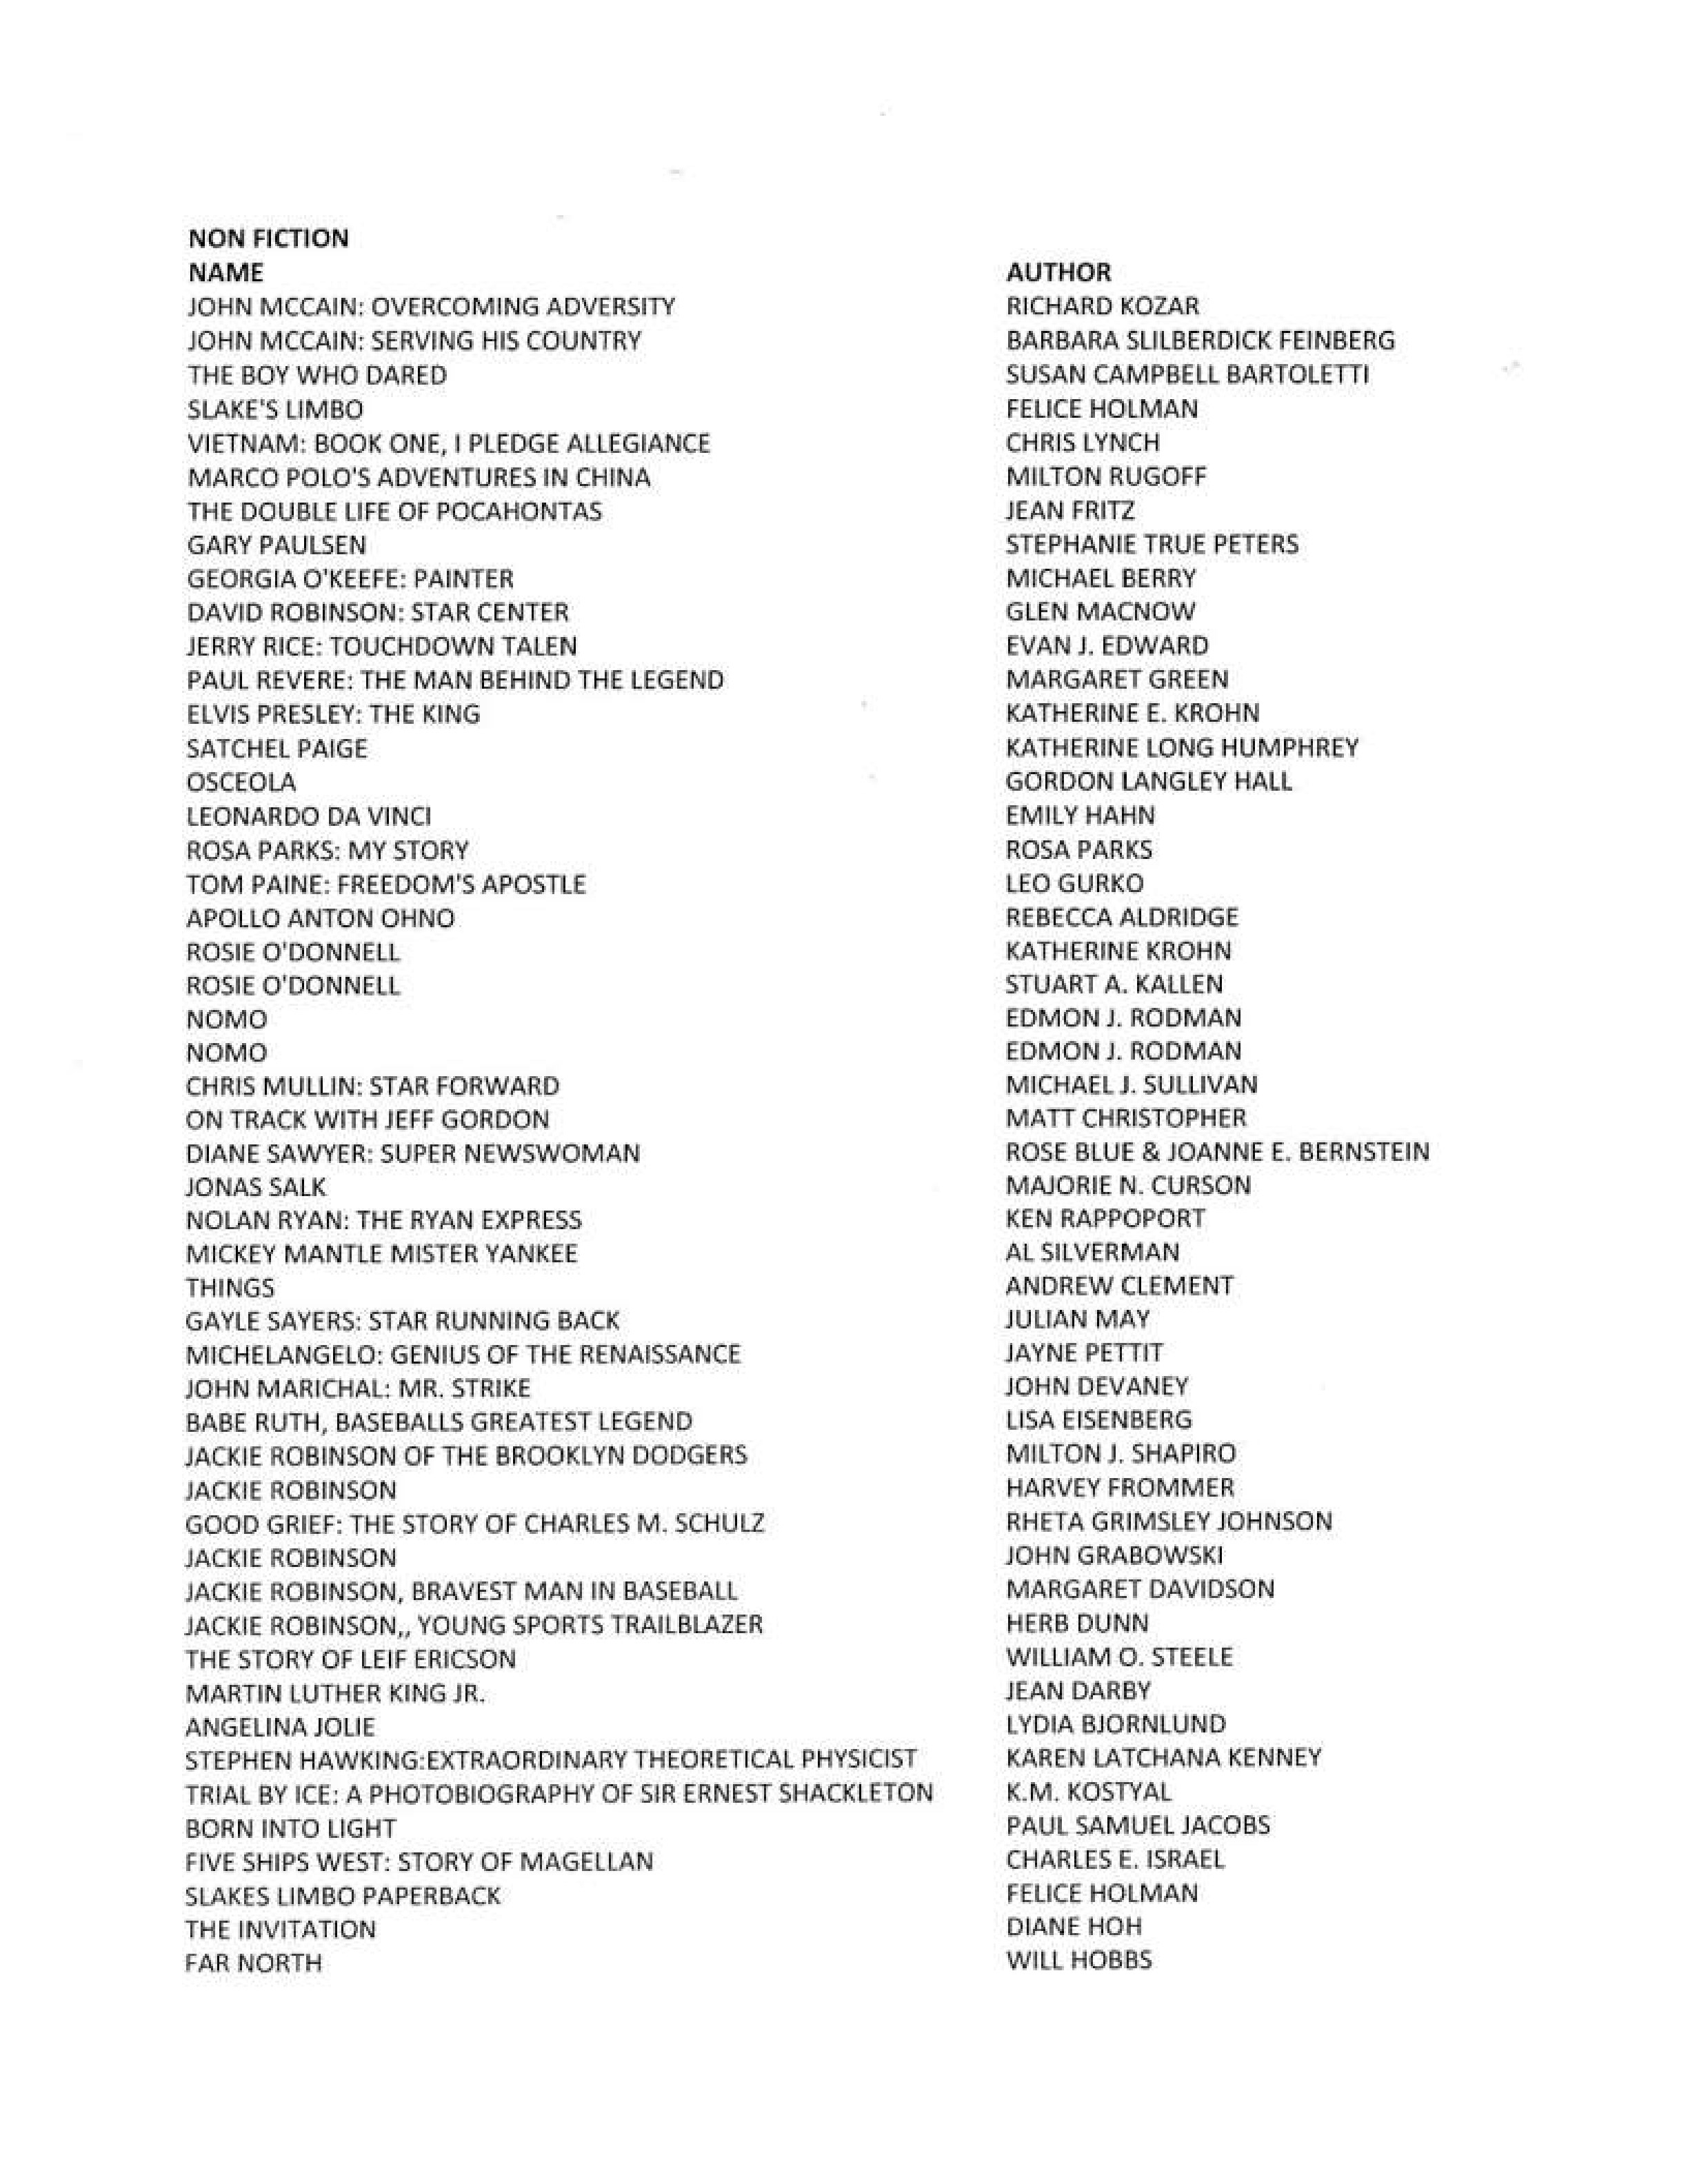 NON FICTION
NAME AUTHOR
JOHN MCCAIN: OVERCOMING ADVERSITY RICHARD KOZAR
JOHN MCCAIN: SERVING HIS COUNTRY BARBARA SLILBERDICK FEINBERG
THE BOY WHO DARED SUSAN CAMPBELL BARTOLETTI
SLAKE'S LIMBO FELICE HOLMAN
VIETNAM: BOOK ONE, I PLEDGE ALLEGIANCE CHRIS LYNCH
MARCO POLO'S ADVENTURES IN CHINA MILTON RUGOFF
THE DOUBLE LIFE OF POCAHONTAS JEAN FRITZ
GARY PAULSEN STEPHANIE TRUE PETERS
GEORGIA O'KEEFE: PAINTER MICHAEL BERRY
DAVID ROBINSON: STAR CENTER GLEN MACNOW
JERRY RICE: TOUCHDOWN TALEN EVAN J. EDWARD
PAUL REVERE: THE MAN BEHIND THE LEGEND MARGARET GREEN
ELVIS PRESLEY: THE KING KATHERINE E. KROHN
SATCHEL PAIGE KATHERINE LONG HUMPHREY
OSCEOLA GORDON LANGLEY HALL
LEONARDO DA VINCI EMILY HAHN
ROSA PARKS: MY STORY ROSA PARKS
TOM PAINE: FREEDOM'S APOSTLE LEO GURKO
APOLLO ANTON OHNO REBECCA ALDRIDGE
ROSIE O'DONNELL KATHERINE KROHN
ROSIE O'DONNELL STUART A. KALLEN
NOMO EDMON J. RODMAN
NOMO EDMON J. RODMAN
CHRIS MULLIN: STAR FORWARD MICHAEL J. SULLIVAN
ON TRACK WITH JEFF GORDON MATT CHRISTOPHER
DIANE SAWYER: SUPER NEWSWOMAN ROSE BLUE & JOANNE E. BERNSTEIN
JONAS SALK MAJORIE N. CURSON
NOLAN RYAN: THE RYAN EXPRESS KEN RAPPOPORT
MICKEY MANTLE MISTER YANKEE AL SILVERMAN
THINGS ANDREW CLEMENT
GAYLE SAYERS: STAR RUNNING BACK JULIAN MAY
MICHELANGELO: GENIUS OF THE RENAISSANCE JAYNE PETTIT
JOHN MARICHAL: MR. STRIKE JOHN DEVANEY
BABE RUTH, BASEBALLS GREATEST LEGEND LISA EISENBERG
JACKIE ROBINSON OF THE BROOKLYN DODGERS MILTON J. SHAPIRO
JACKIE ROBINSON HARVEY FROMMER
GOOD GRIEF: THE STORY OF CHARLES M. SCHULZ RHETA GRIMSLEY JOHNSON
JACKIE ROBINSON JOHN GRABOWSKI
JACKIE ROBINSON, BRAVEST MAN IN BASEBALL MARGARET DAVIDSON
JACKIE ROBINSON,, YOUNG SPORTS TRAILBLAZER HERB DUNN
THE STORY OF LEIF ERICSON WILLIAM O. STEELE
MARTIN LUTHER KING JR. JEAN DARBY
ANGELINA JOLIE LYDIA BJORNLUND
STEPHEN HAWKING:EXTRAORDINARY THEORETICAL PHYSICIST KAREN LATCHANA KENNEY
TRIAL BY ICE: A PHOTOBIOGRAPHY OF SIR ERNEST SHACKLETON K.M. KOSTYAL
BORN INTO LIGHT PAUL SAMUEL JACOBS
FIVE SHIPS WEST: STORY OF MAGELLAN CHARLES E. ISRAEL
SLAKES LIMBO PAPERBACK FELICE HOLMAN
THE INVITATION DIANE HOH
FAR NORTH WILL HOBBS